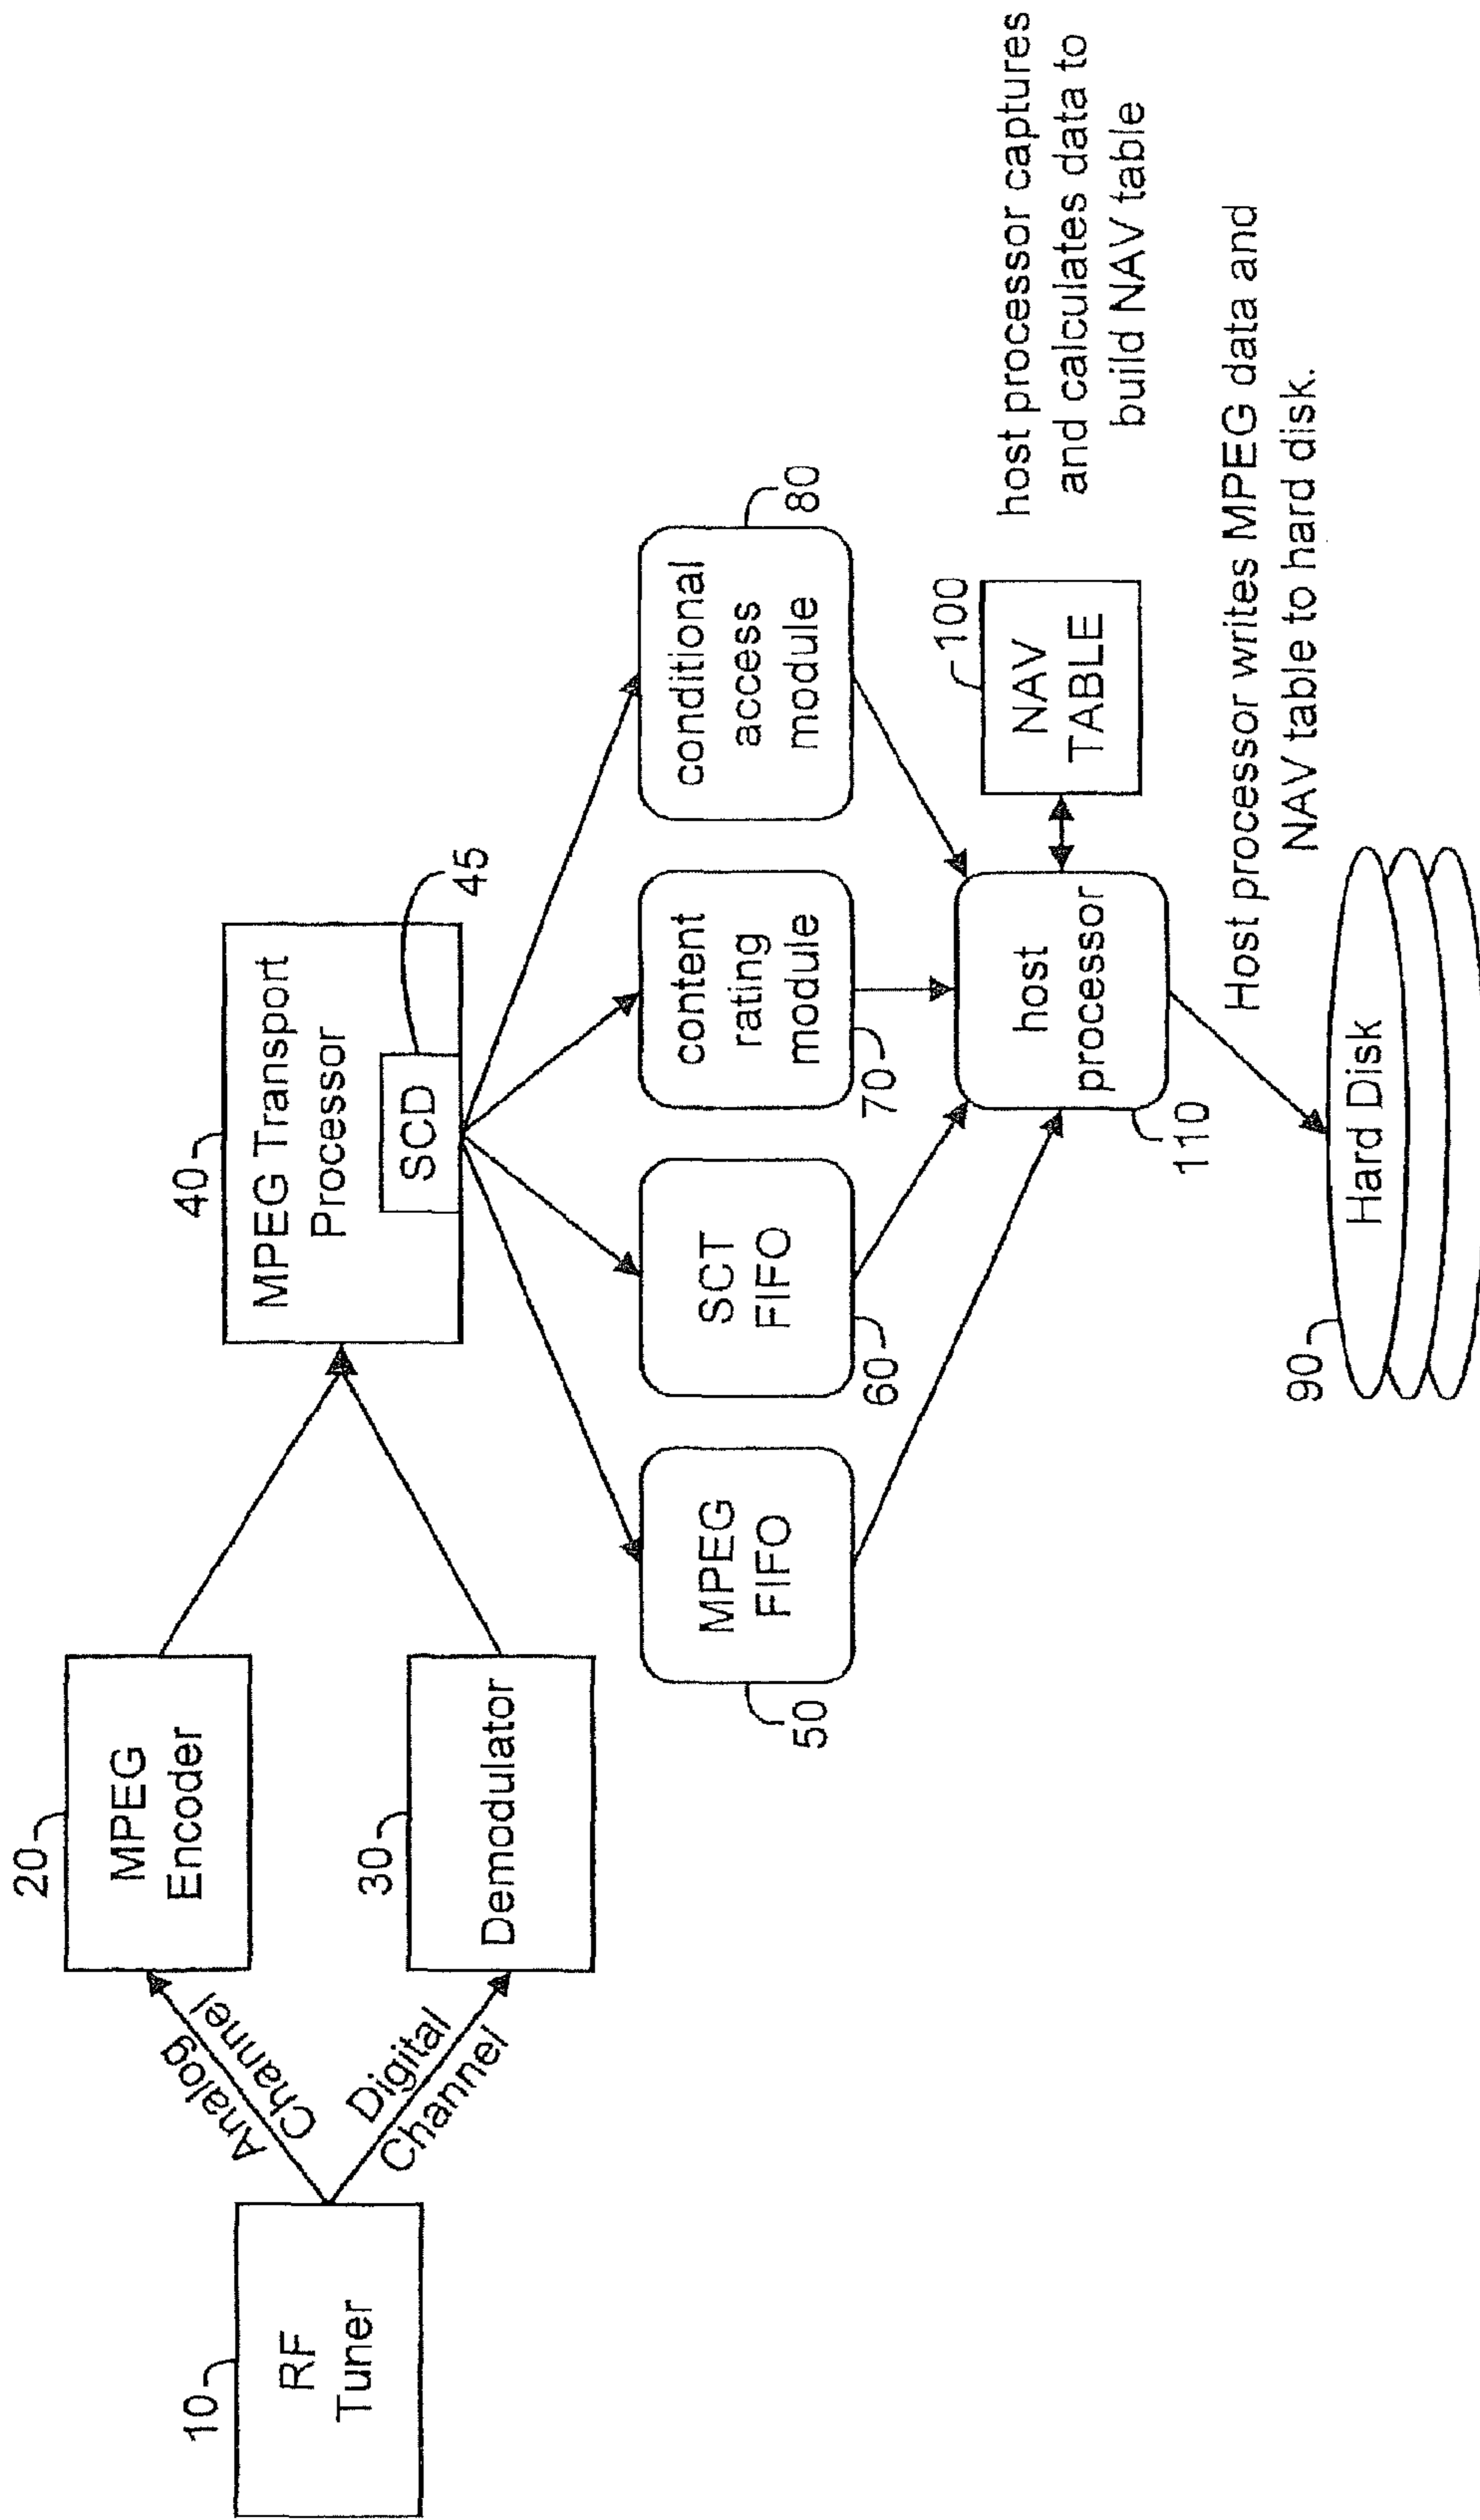 10
RF
Tuner
Analog
Channel
Digital
Channel
20
MPEG
Encoder
30
Demodulator
40
MPEG Transport
Processor
SCD
45
MPEG
FIFO
50
SCT
FIFO
60
content
rating
module
70
conditional
access
module
80
host
processor
110
NAV
TABLE
100
host processor captures
and calculates data to
build NAV table
Host processor writes MPEG data and
NAV table to hard disk.
90
Hard Disk